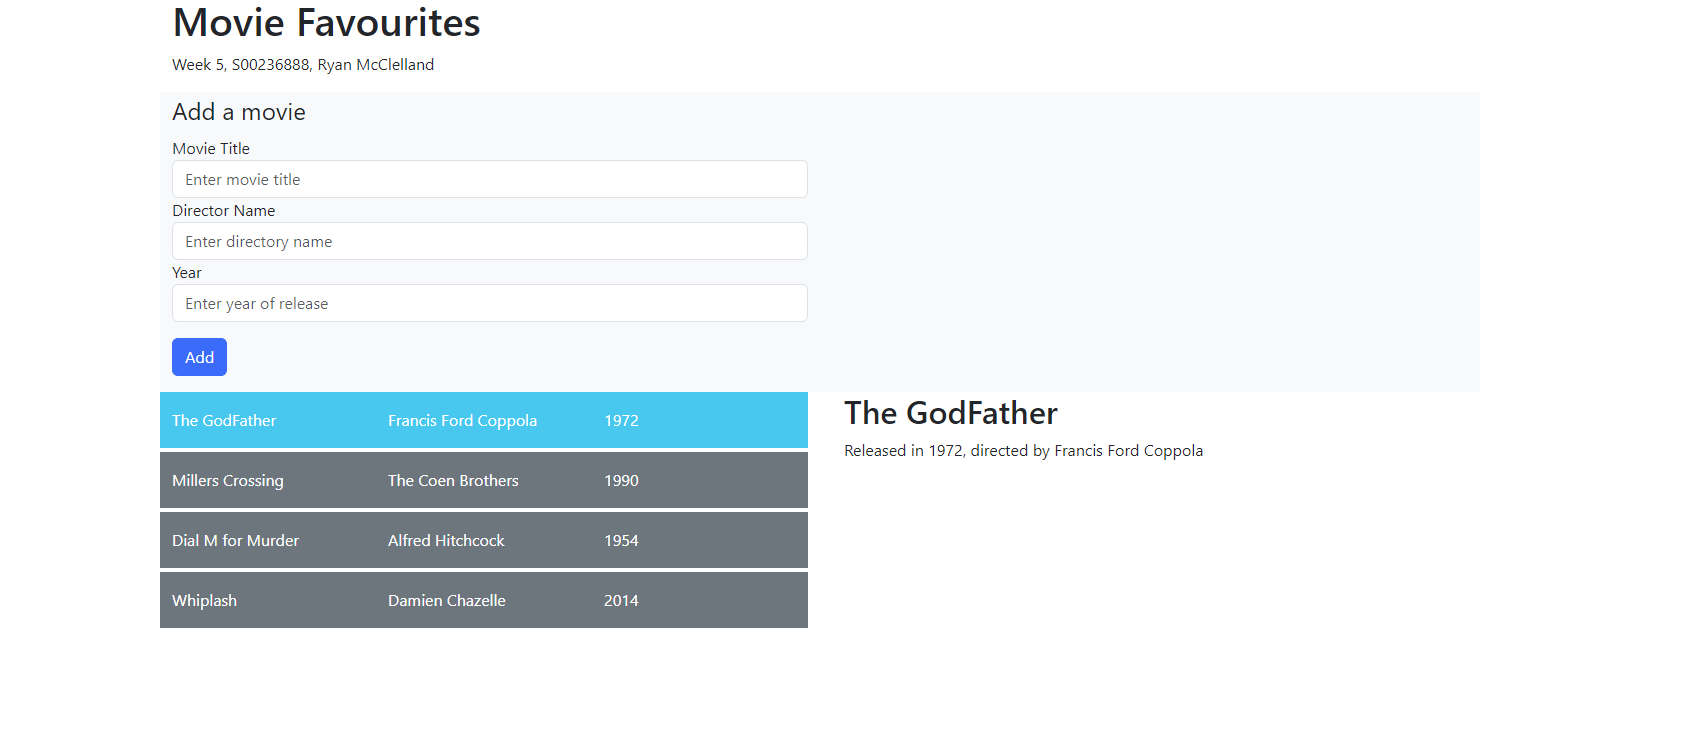 Movie Favourites
Week 5, S00236888, Ryan McClelland
Add a movie
Movie Title
Enter movie title
Director Name
Enter directory name
Year
Enter year of release
Add
The GodFather Francis Ford Coppola 1972
Millers Crossing The Coen Brothers 1990
Dial M for Murder Alfred Hitchcock 1954
Whiplash Damien Chazelle 2014
The GodFather
Released in 1972, directed by Francis Ford Coppola